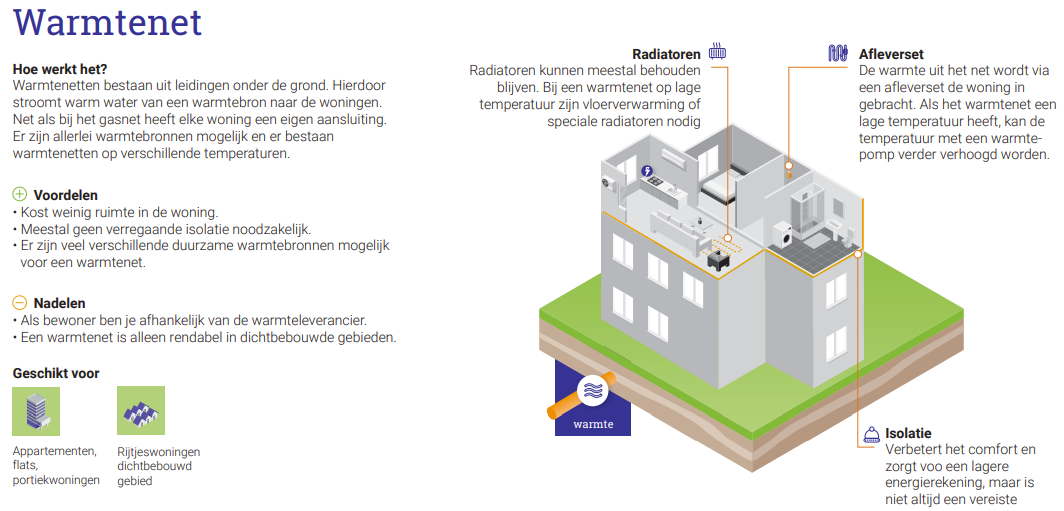 Warmtenet
Hoe werkt het?
Warmtenetten bestaan uit leidingen onder de grond. Hierdoor
stroomt warm water van een warmtebron naar de woningen.
Net als bij het gasnet heeft elke woning een eigen aansluiting.
Er zijn allerlei warmtebronnen mogelijk en er bestaan
warmtenetten op verschillende temperaturen.
Voordelen
• Kost weinig ruimte in de woning.
• Meestal geen verregaande isolatie noodzakelijk.
• Er zijn veel verschillende duurzame warmtebronnen mogelijk
voor een warmtenet.
Nadelen
• Als bewoner ben je afhankelijk van de warmteleverancier.
• Een warmtenet is alleen rendabel in dichtbebouwde gebieden.
Geschikt voor
Appartementen,
flats,
portiekwoningen
Rijtjeswoningen
dichtbebouwd
gebied
Radiatoren
Radiatoren kunnen meestal behouden
blijven. Bij een warmtenet op lage
temperatuur zijn vloerverwarming of
speciale radiatoren nodig
Afleverset
De warmte uit het net wordt via
een afleverset de woning in
gebracht. Als het warmtenet een
lage temperatuur heeft, kan de
temperatuur met een warmte-
pomp verder verhoogd worden.
warmte
Isolatie
Verbetert het comfort en
zorgt voo een lagere
energierekening, maar is
niet altijd een vereiste